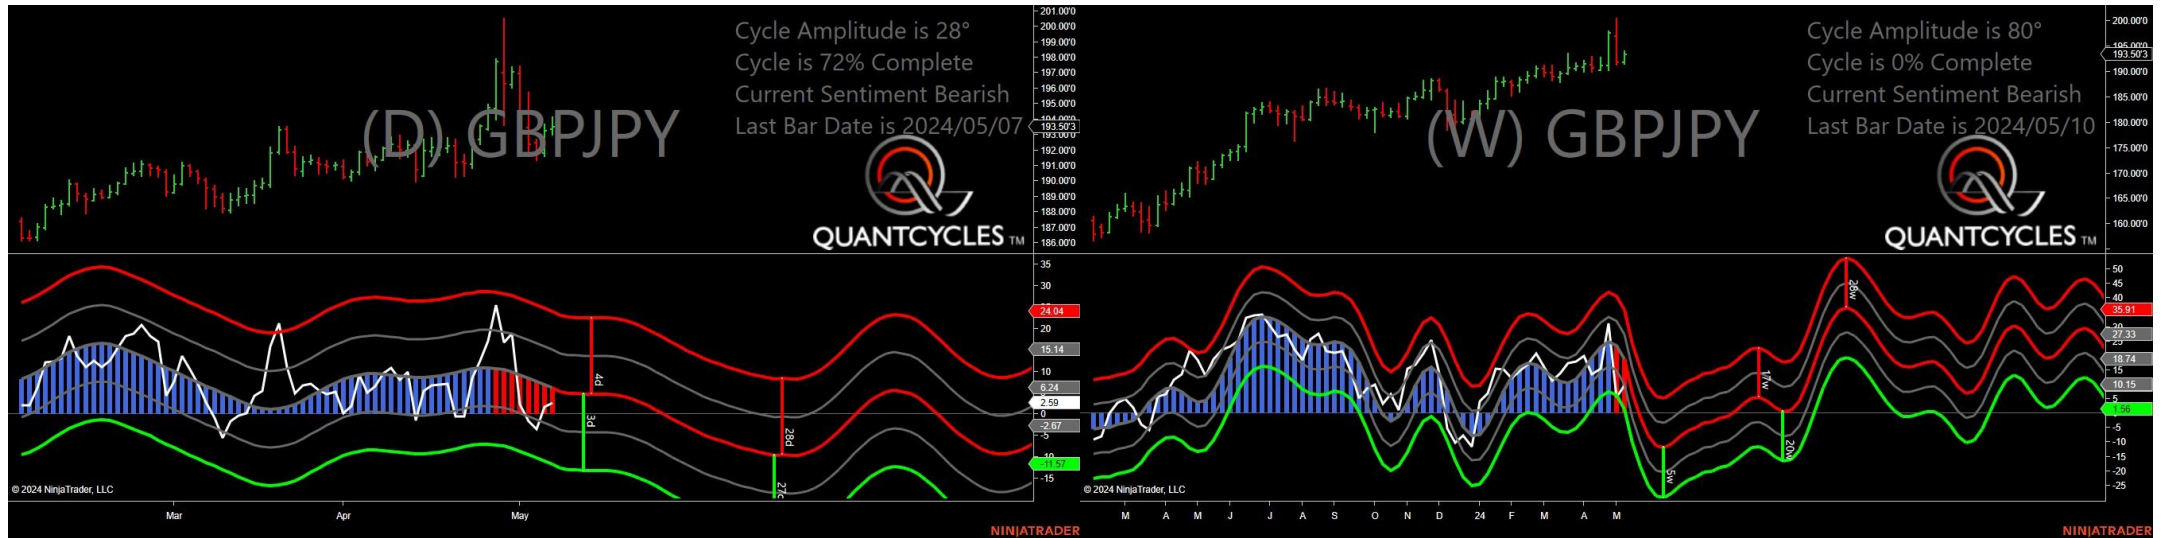 Cycle Amplitude is 28°
Cycle is 72% Complete
Current Sentiment Bearish
Last Bar Date is 2024/05/07
(D) GBPJPY
QUANTCYCLES TM
201.00'0
200.00'0
199.00'0
198.00'0
197.00'0
196.00'0
195.00'0
193.50'3
193.00'0
192.00'0
191.00'0
190.00'0
189.00'0
188.00'0
187.00'0
186.00'0
35
30
24.04
20
15.14
10
6.24
2.59
0
-2.67
-5
-11.57
-15
4d
3d
28d
© 2024 NinjaTrader, LLC
Mar
Apr
May
NINJATRADER
Cycle Amplitude is 80°
Cycle is 0% Complete
Current Sentiment Bearish
Last Bar Date is 2024/05/10
(W) GBPJPY
QUANTCYCLES TM
200.00'0
195.00'0
193.50'3
190.00'0
185.00'0
180.00'0
175.00'0
170.00'0
165.00'0
160.00'0
50
45
40
35.91
27.33
25
18.74
15
10.15
5
1.56
-5
-10
-15
-20
-25
28w
17w
20w
5w
© 2024 NinjaTrader, LLC
M
A
M
J
J
A
S
O
N
D
24
F
M
A
M
NINJATRADER